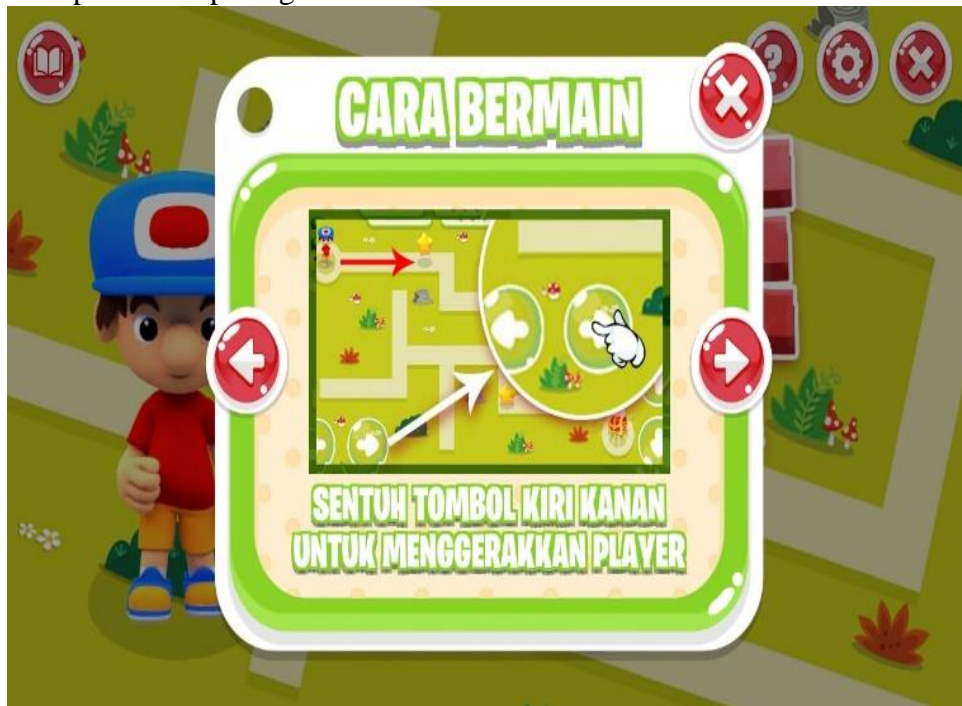 CARA BERMAIN
SENTUH TOMBOL KIRI KANAN
UNTUK MENGGERAKKAN PLAYER